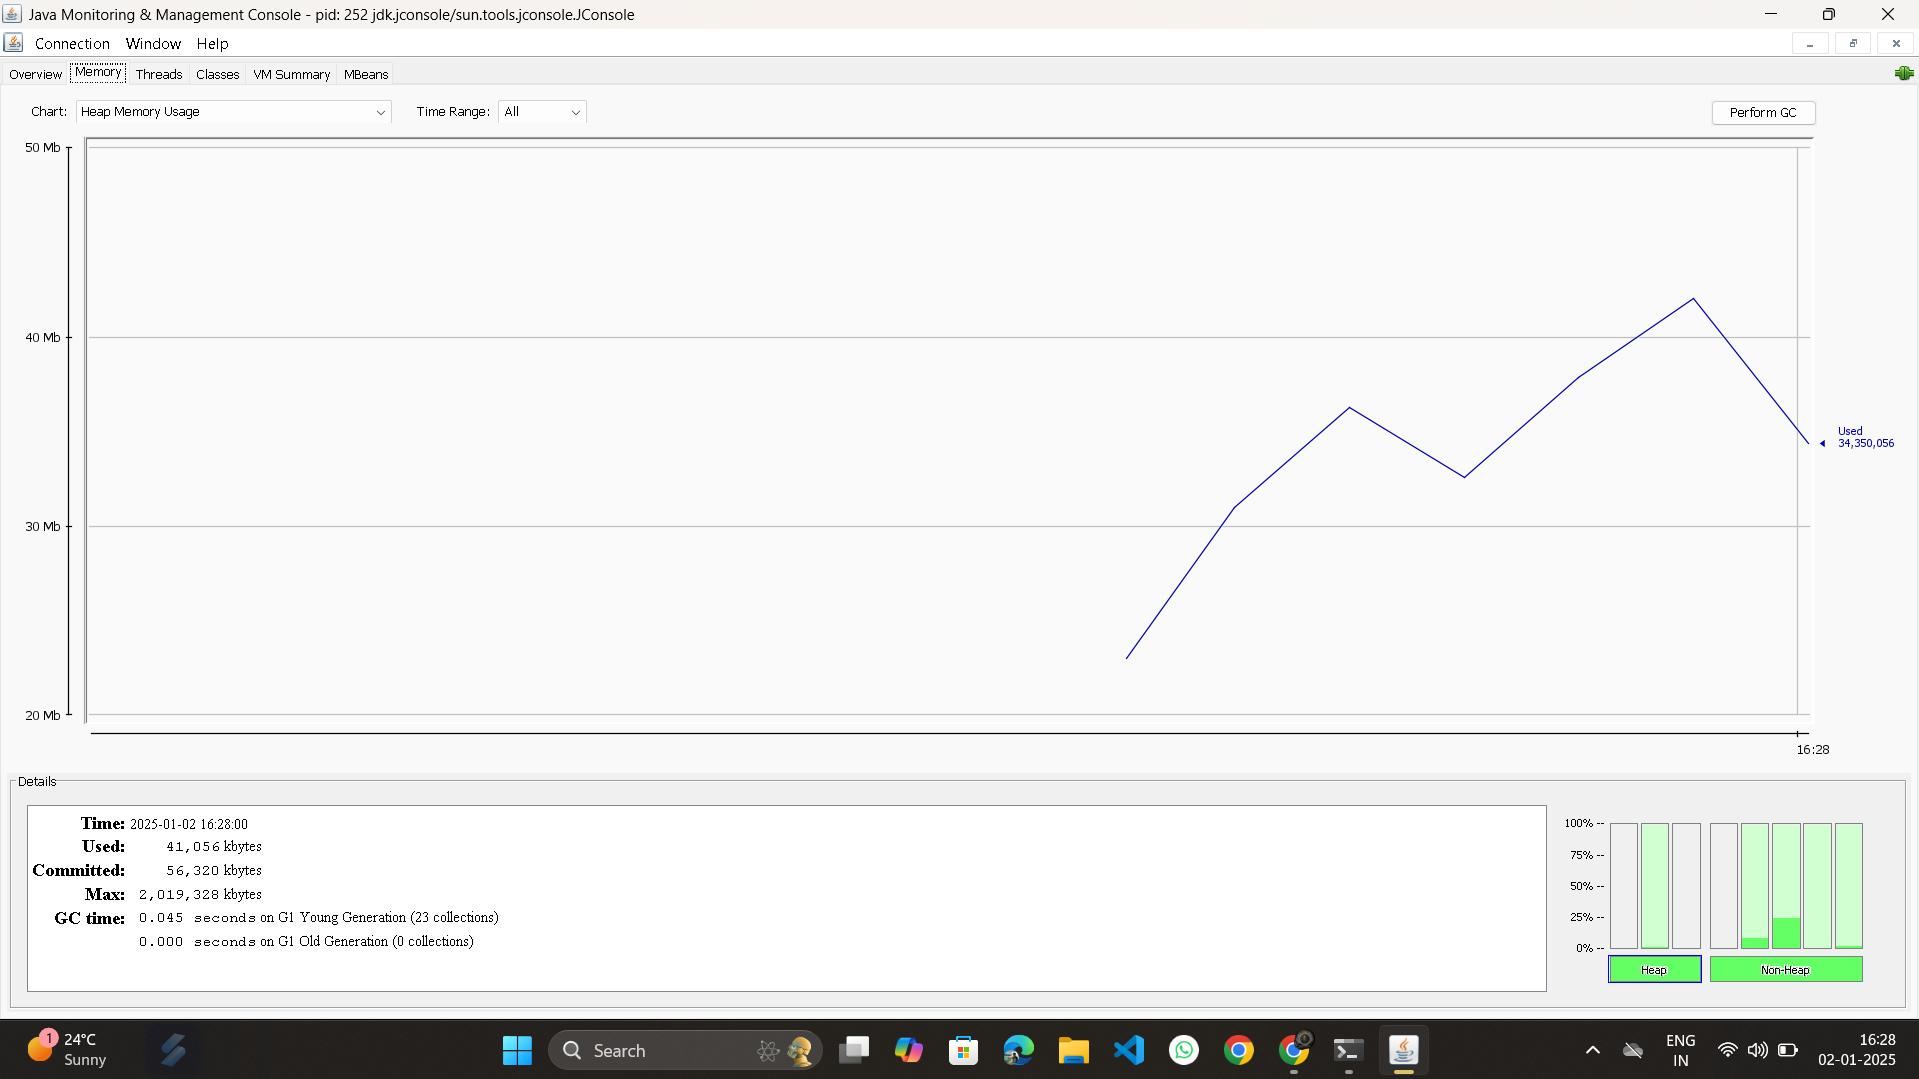 Java Monitoring & Management Console - pid: 252 jdk.jconsole/sun.tools.jconsole.JConsole
Connection Window Help
Overview Memory Threads Classes VM Summary MBeans
Chart: Heap Memory Usage Time Range: All Perform GC
50 Mb
40 Mb
30 Mb
20 Mb
Used
34,350,056
16:28
Details
Time: 2025-01-02 16:28:00
Used: 41,056 kbytes
Committed: 56,320 kbytes
Max: 2,019,328 kbytes
GC time: 0.045 seconds on G1 Young Generation (23 collections)
0.000 seconds on G1 Old Generation (0 collections)
100% --
75% --
50% --
25% --
0% --
Heap Non-Heap
1
24°C
Sunny
Search
ENG
IN
16:28
02-01-2025